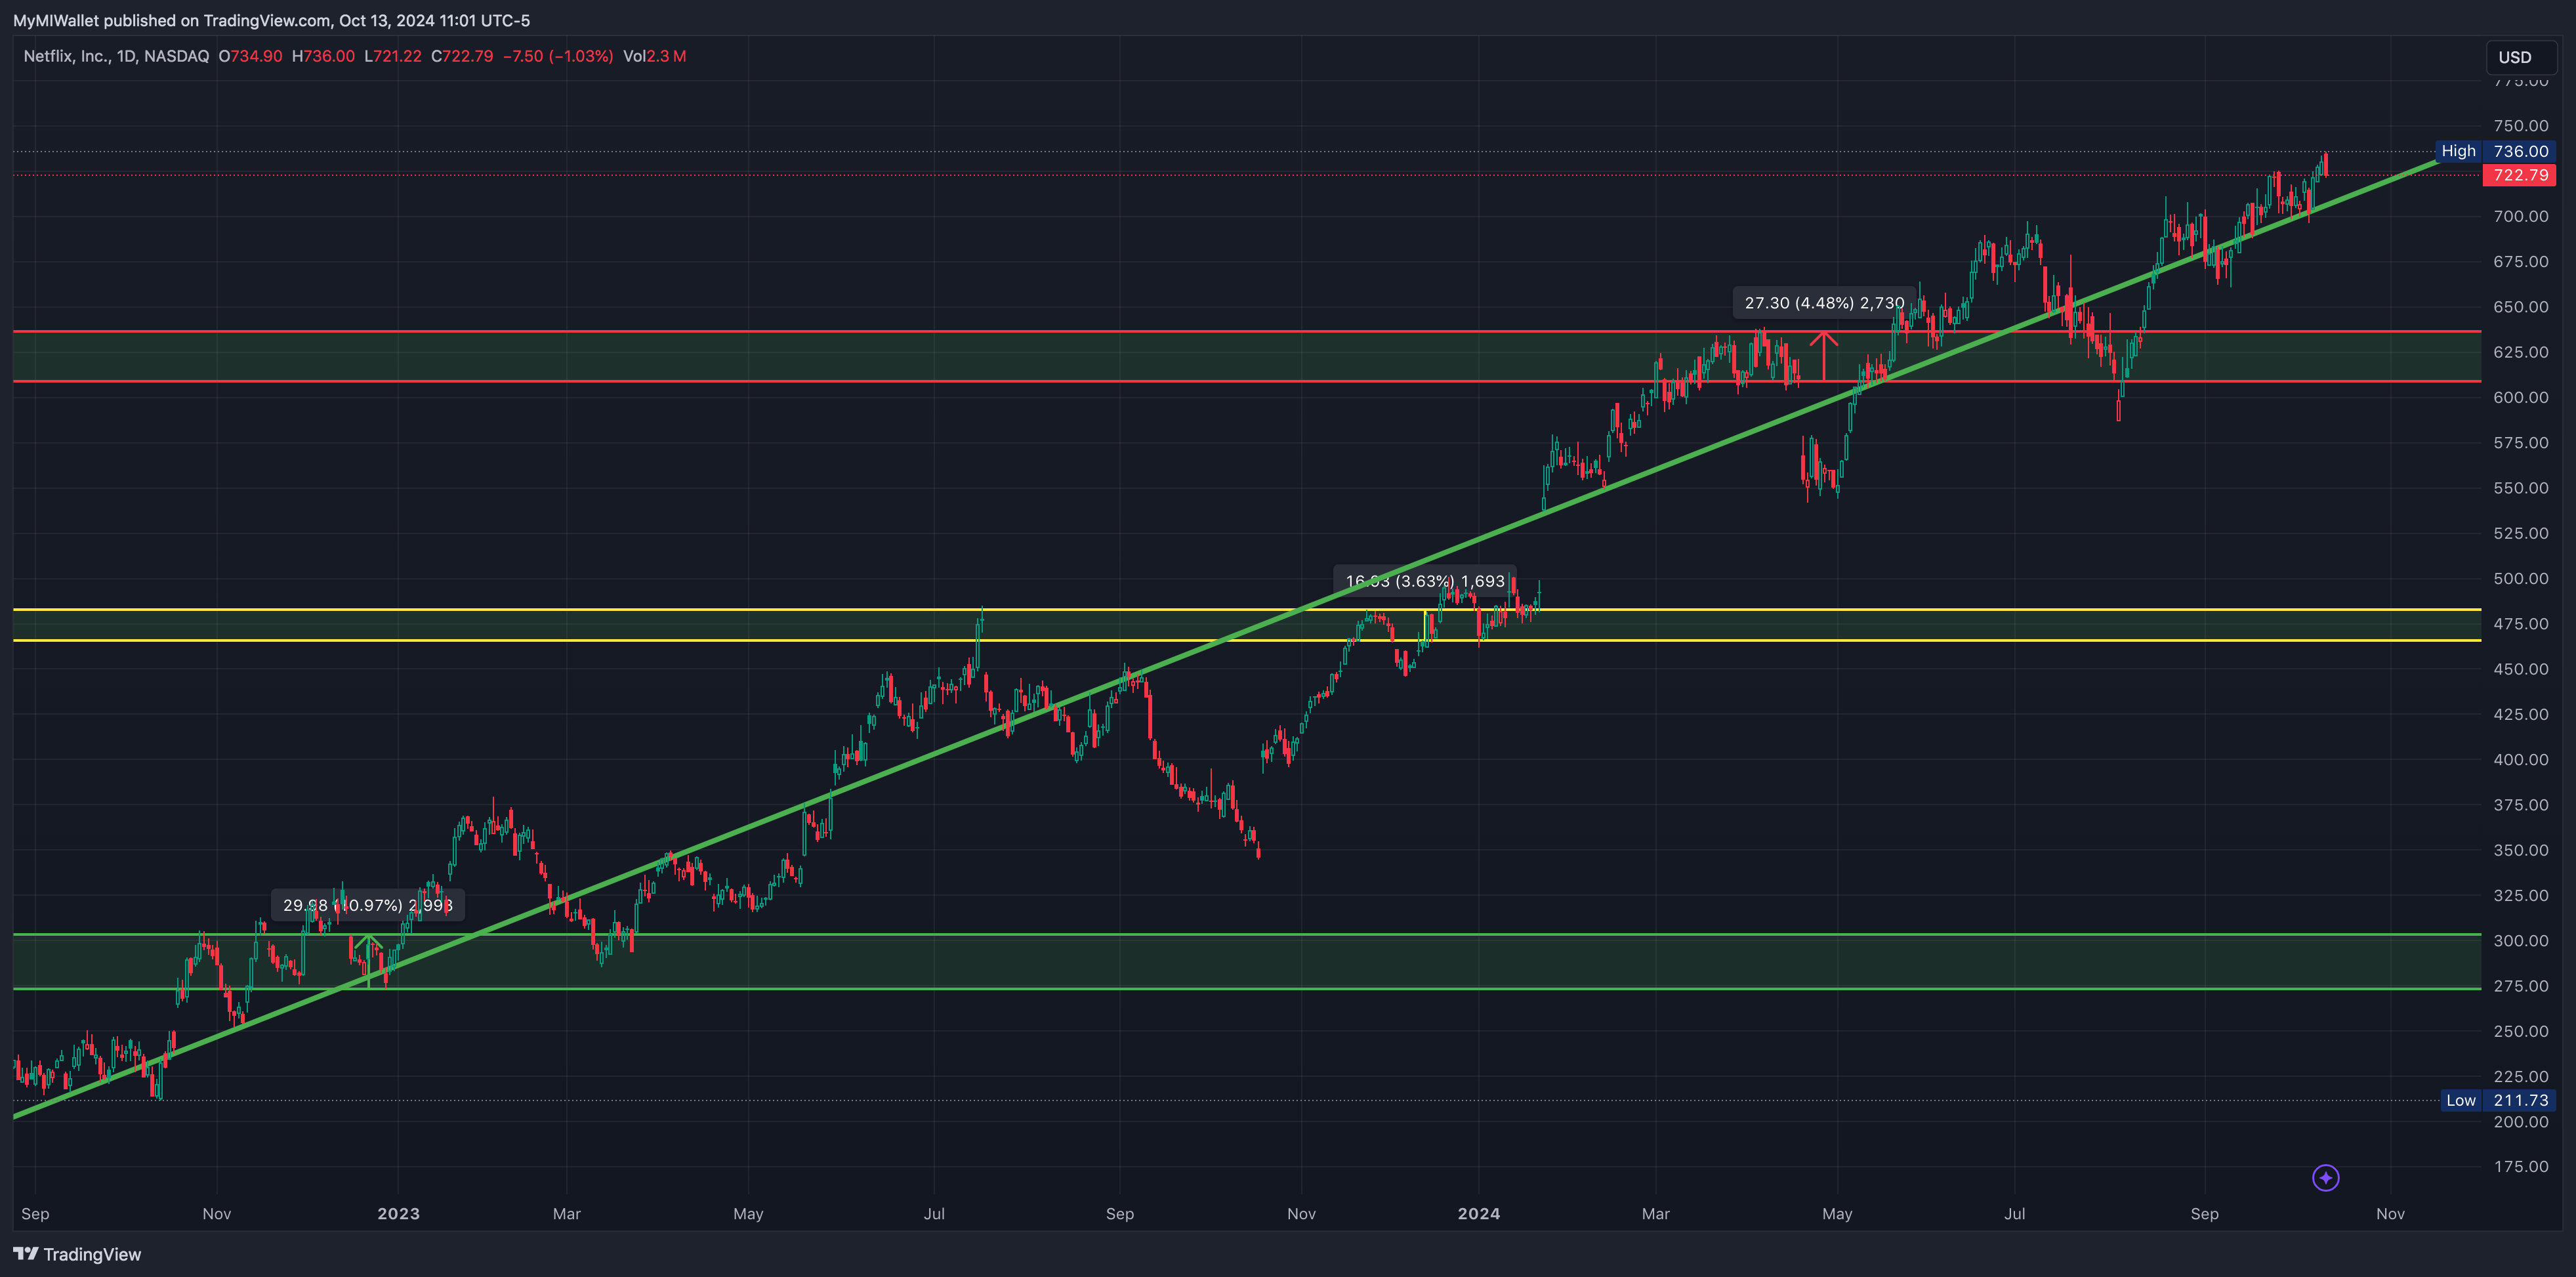 MyMIWallet published on TradingView.com, Oct 13, 2024 11:01 UTC-5
Netflix, Inc., 1D, NASDAQ O734.90 H736.00 L721.22 C722.79 −7.50 (−1.03%) Vol2.3 M
USD
775.00
750.00
High 736.00
722.79
700.00
675.00
650.00
27.30 (4.48%) 2,730
625.00
600.00
575.00
550.00
525.00
500.00
16.93 (3.63%) 1,693
475.00
450.00
425.00
400.00
375.00
350.00
325.00
29.98 (10.97%) 2,998
300.00
275.00
250.00
225.00
Low 211.73
200.00
175.00
Sep Nov 2023 Mar May Jul Sep Nov 2024 Mar May Jul Sep Nov
TradingView